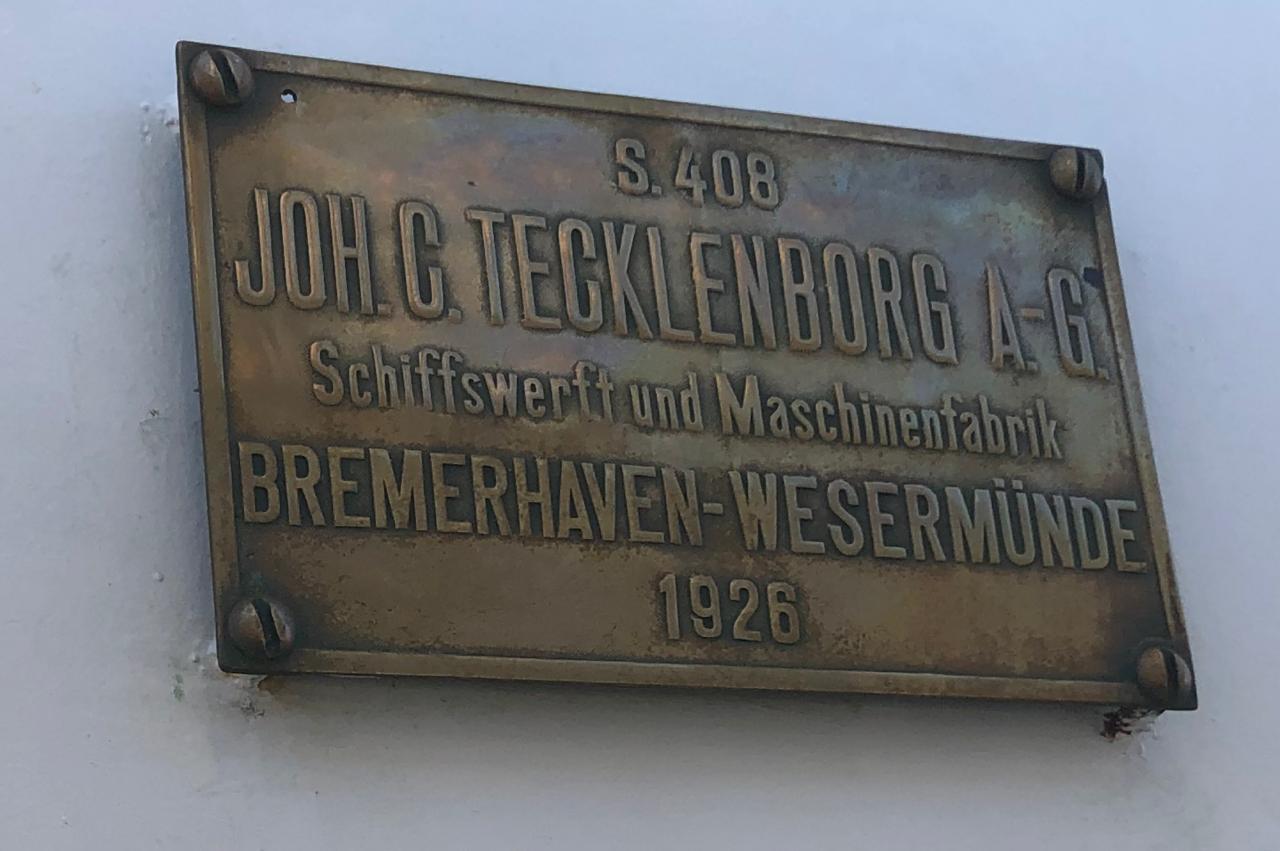 S. 408
JOH. C. TECKLENBORG A.-G.
Schiffswerft und Maschinenfabrik
BREMERHAVEN-WESERMÜNDE
1926